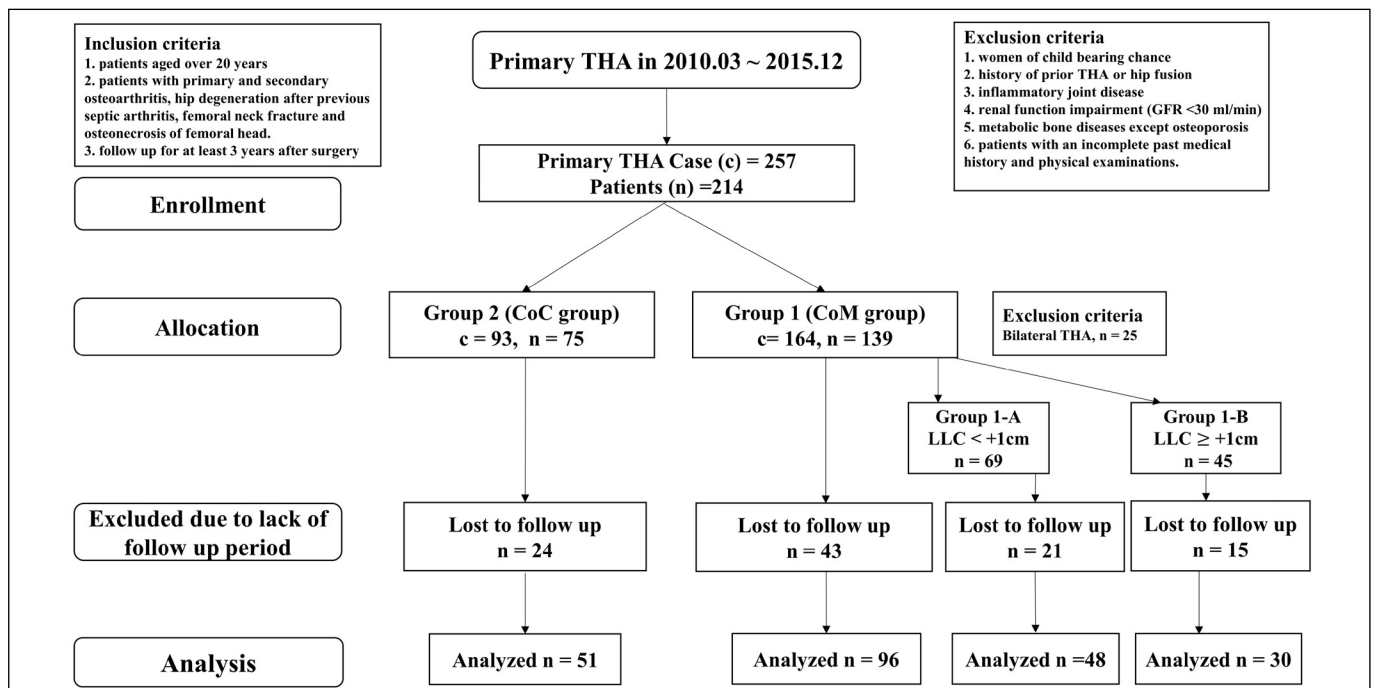 Inclusion criteria
1. patients aged over 20 years
2. patients with primary and secondary
osteoarthritis, hip degeneration after previous
septic arthritis, femoral neck fracture and
osteonecrosis of femoral head.
3. follow up for at least 3 years after surgery
Primary THA in 2010.03 ~ 2015.12
Exclusion criteria
1. women of child bearing chance
2. history of prior THA or hip fusion
3. inflammatory joint disease
4. renal function impairment (GFR <30 ml/min)
5. metabolic bone diseases except osteoporosis
6. patients with an incomplete past medical
history and physical examinations.
Primary THA Case (c) = 257
Patients (n) =214
Enrollment
Allocation
Group 2 (CoC group)
c = 93, n = 75
Group 1 (CoM group)
c= 164, n = 139
Exclusion criteria
Bilateral THA, n = 25
Group 1-A
LLC < +1cm
n = 69
Group 1-B
LLC ≥ +1cm
n = 45
Excluded due to lack of
follow up period
Lost to follow up
n = 24
Lost to follow up
n = 43
Lost to follow up
n = 21
Lost to follow up
n = 15
Analysis
Analyzed n = 51
Analyzed n = 96
Analyzed n =48
Analyzed n = 30